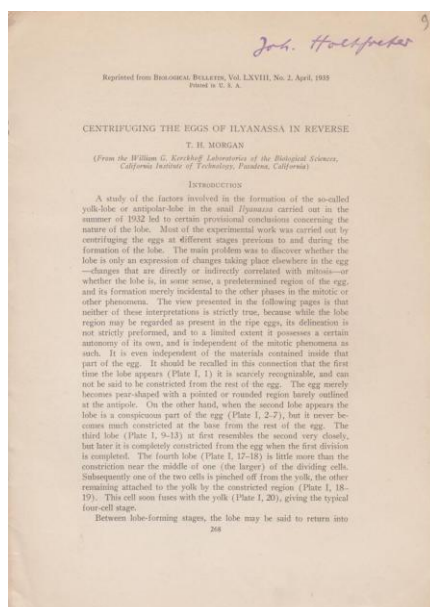 Joh. Holtfreter
Reprinted from BIOLOGICAL BULLETIN, Vol. LXVIII, No. 2, April, 1935
Printed in U. S. A.
CENTRIFUGING THE EGGS OF ILYANASSA IN REVERSE
T. H. MORGAN
(From the William G. Kerckhoff Laboratories of the Biological Sciences,
California Institute of Technology, Pasadena, California)
INTRODUCTION
A study of the factors involved in the formation of the so-called
yolk-lobe or antipolar-lobe in the snail Ilyanassa carried out in the
summer of 1932 led to certain provisional conclusions concerning the
nature of the lobe. Most of the experimental work was carried out by
centrifuging the eggs at different stages previous to and during the
formation of the lobe. The main problem was to discover whether the
lobe is only an expression of changes taking place elsewhere in the egg
—changes that are directly or indirectly correlated with mitosis—or
whether the lobe is, in some sense, a predetermined region of the egg,
and its formation merely incidental to the other phases in the mitotic or
other phenomena. The view presented in the following pages is that
neither of these interpretations is strictly true, because while the lobe
region may be regarded as present in the ripe eggs, its delineation is
not strictly preformed, and to a limited extent it possesses a certain
autonomy of its own, and is independent of the mitotic phenomena as
such. It is even independent of the materials contained inside that
part of the egg. It should be recalled in this connection that the first
time the lobe appears (Plate I, 1) it is scarcely recognizable, and can
not be said to be constricted from the rest of the egg. The egg merely
becomes pear-shaped with a pointed or rounded region barely outlined
at the antipole. On the other hand, when the second lobe appears the
lobe is a conspicuous part of the egg (Plate I, 2–7), but it never be-
comes much constricted at the base from the rest of the egg. The
third lobe (Plate I, 9–13) at first resembles the second very closely,
but later it is completely constricted from the egg when the first division
is completed. The fourth lobe (Plate I, 17–18) is little more than the
constriction near the middle of one (the larger) of the dividing cells.
Subsequently one of the two cells is pinched off from the yolk, the other
remaining attached to the yolk by the constricted region (Plate I, 18–
19). This cell soon fuses with the yolk (Plate I, 20), giving the typical
four-cell stage.
Between lobe-forming stages, the lobe may be said to return into
268